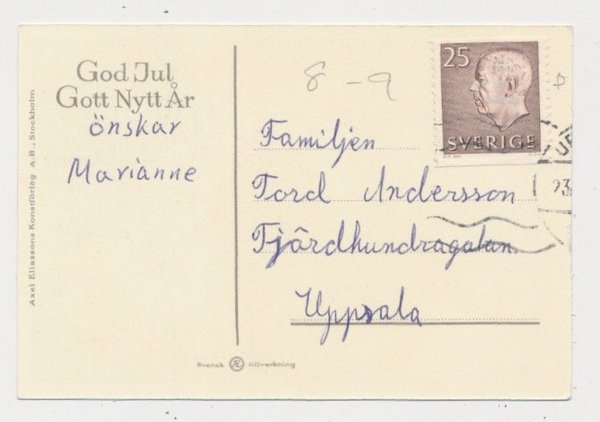 God Jul
Gott Nytt År
önskar
Marianne
Axel Eliassons Konstförlag A.B., Stockholm
8-9
25
SVERIGE
Familjen
Tord Andersson
Fjärdhundragatan
Uppsala
23
Svensk Æ tillverkning